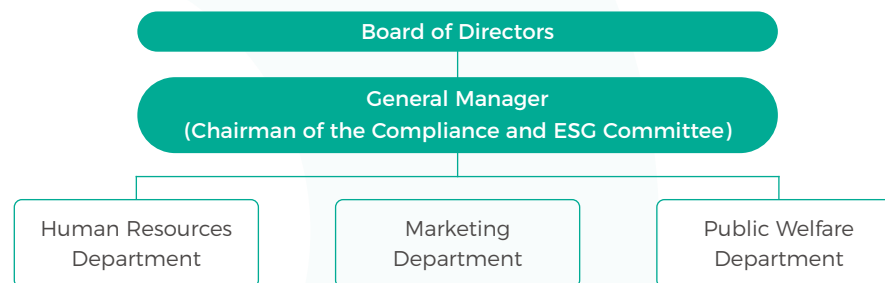 Board of Directors
General Manager
(Chairman of the Compliance and ESG Committee)
Human Resources
Department
Marketing
Department
Public Welfare
Department